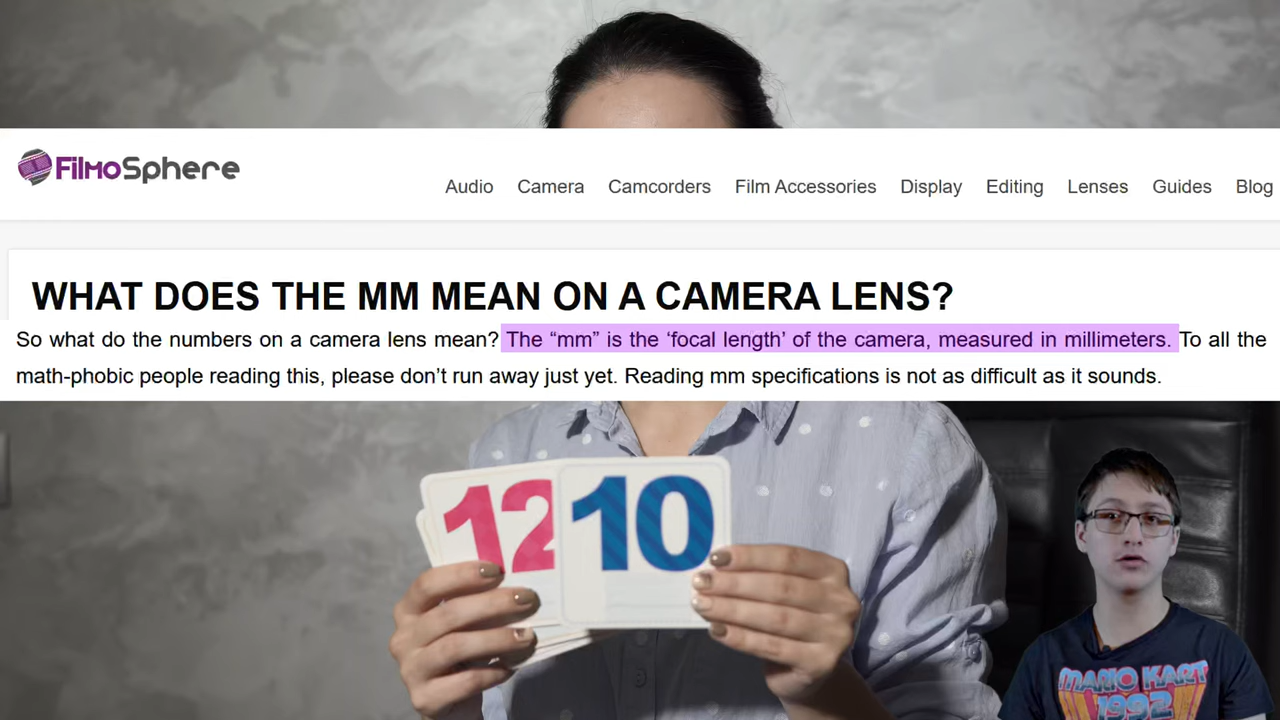 FilmoSphere
Audio Camera Camcorders Film Accessories Display Editing Lenses Guides Blog
WHAT DOES THE MM MEAN ON A CAMERA LENS?
So what do the numbers on a camera lens mean? The “mm” is the ‘focal length’ of the camera, measured in millimeters. To all the
math-phobic people reading this, please don’t run away just yet. Reading mm specifications is not as difficult as it sounds.
12 10
MARIO KART
1992